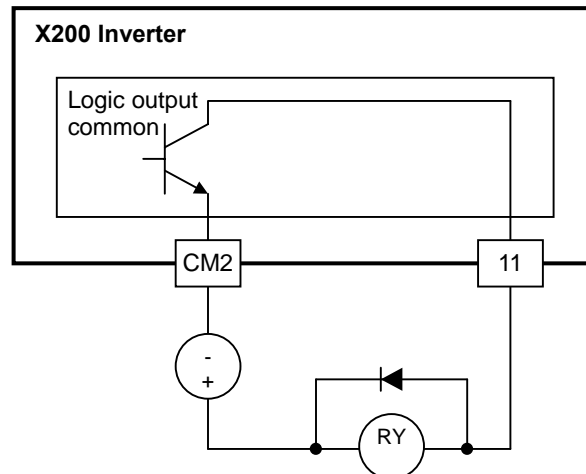 X200 Inverter
Logic output
common
CM2
11
-
+
RY